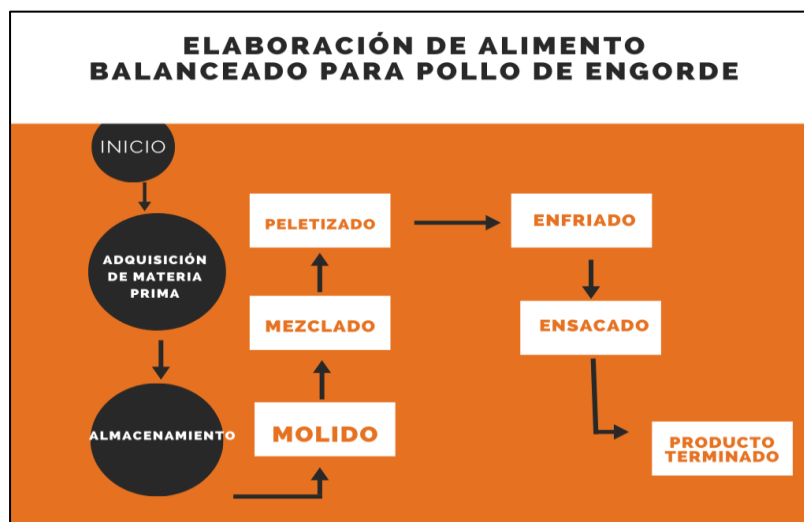 ELABORACIÓN DE ALIMENTO
BALANCEADO PARA POLLO DE ENGORDE
INICIO
ADQUISICIÓN
DE MATERIA
PRIMA
ALMACENAMIENTO
MOLIDO
MEZCLADO
PELETIZADO
ENFRIADO
ENSACADO
PRODUCTO
TERMINADO